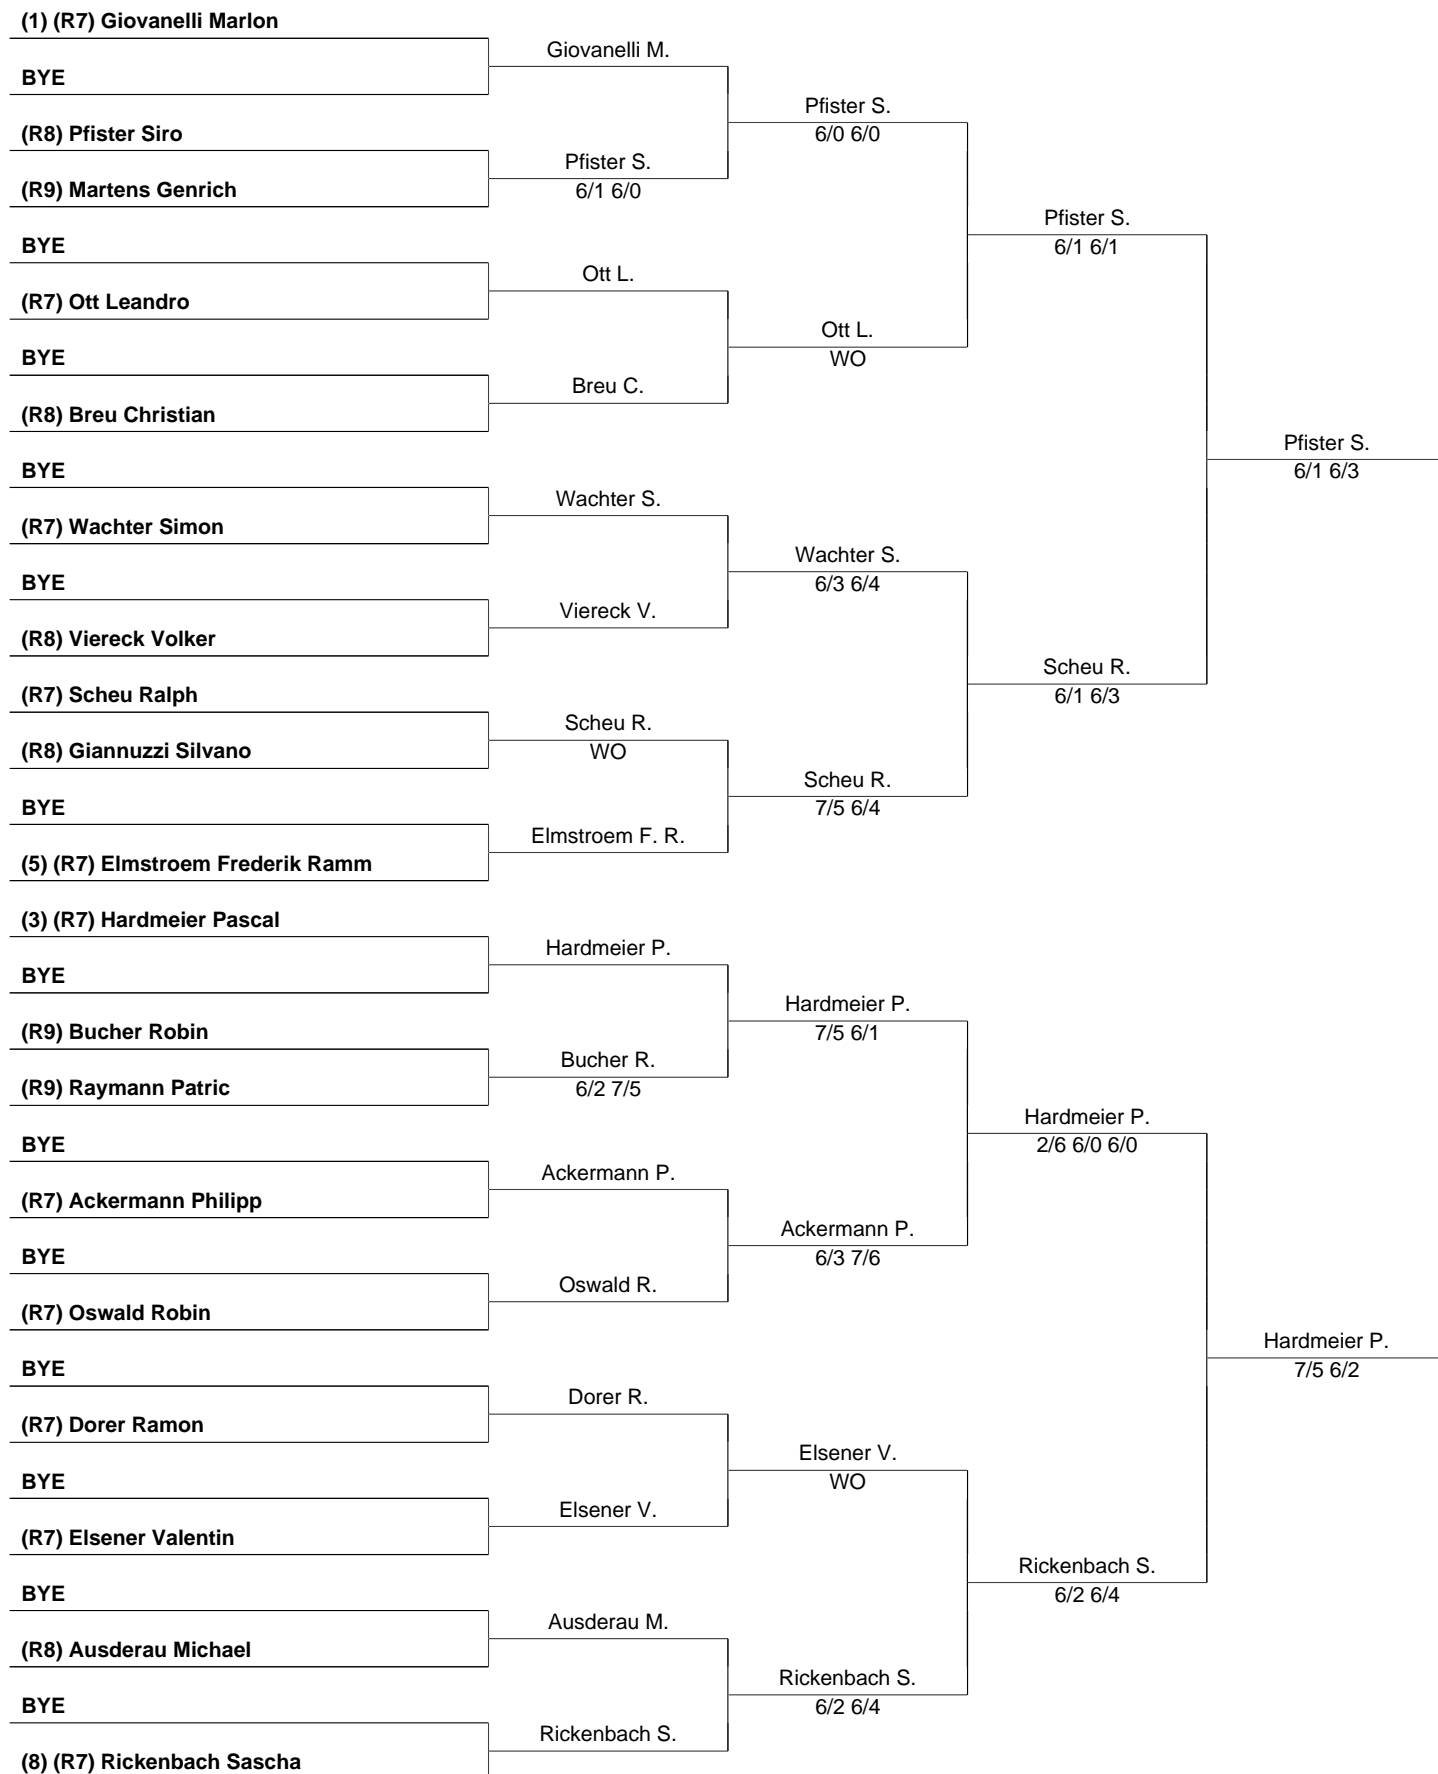 (1) (R7) Giovanelli Marlon
Giovanelli M.
BYE
Pfister S.
6/0 6/0
(R8) Pfister Siro
Pfister S.
6/1 6/0
(R9) Martens Genrich
Pfister S.
6/1 6/1
BYE
Ott L.
(R7) Ott Leandro
Ott L.
WO
BYE
Breu C.
(R8) Breu Christian
Pfister S.
6/1 6/3
BYE
Wachter S.
(R7) Wachter Simon
Wachter S.
6/3 6/4
BYE
Viereck V.
(R8) Viereck Volker
Scheu R.
6/1 6/3
(R7) Scheu Ralph
Scheu R.
WO
(R8) Giannuzzi Silvano
Scheu R.
7/5 6/4
BYE
Elmstroem F. R.
(5) (R7) Elmstroem Frederik Ramm
(3) (R7) Hardmeier Pascal
Hardmeier P.
BYE
Hardmeier P.
7/5 6/1
(R9) Bucher Robin
Bucher R.
6/2 7/5
(R9) Raymann Patric
Hardmeier P.
2/6 6/0 6/0
BYE
Ackermann P.
(R7) Ackermann Philipp
Ackermann P.
6/3 7/6
BYE
Oswald R.
(R7) Oswald Robin
Hardmeier P.
7/5 6/2
BYE
Dorer R.
(R7) Dorer Ramon
Elsener V.
WO
BYE
Elsener V.
(R7) Elsener Valentin
Rickenbach S.
6/2 6/4
BYE
Ausderau M.
(R8) Ausderau Michael
Rickenbach S.
6/2 6/4
BYE
Rickenbach S.
(8) (R7) Rickenbach Sascha